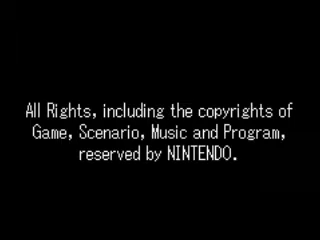 All Rights, including the copyrights of
Game, Scenario, Music and Program,
reserved by NINTENDO.